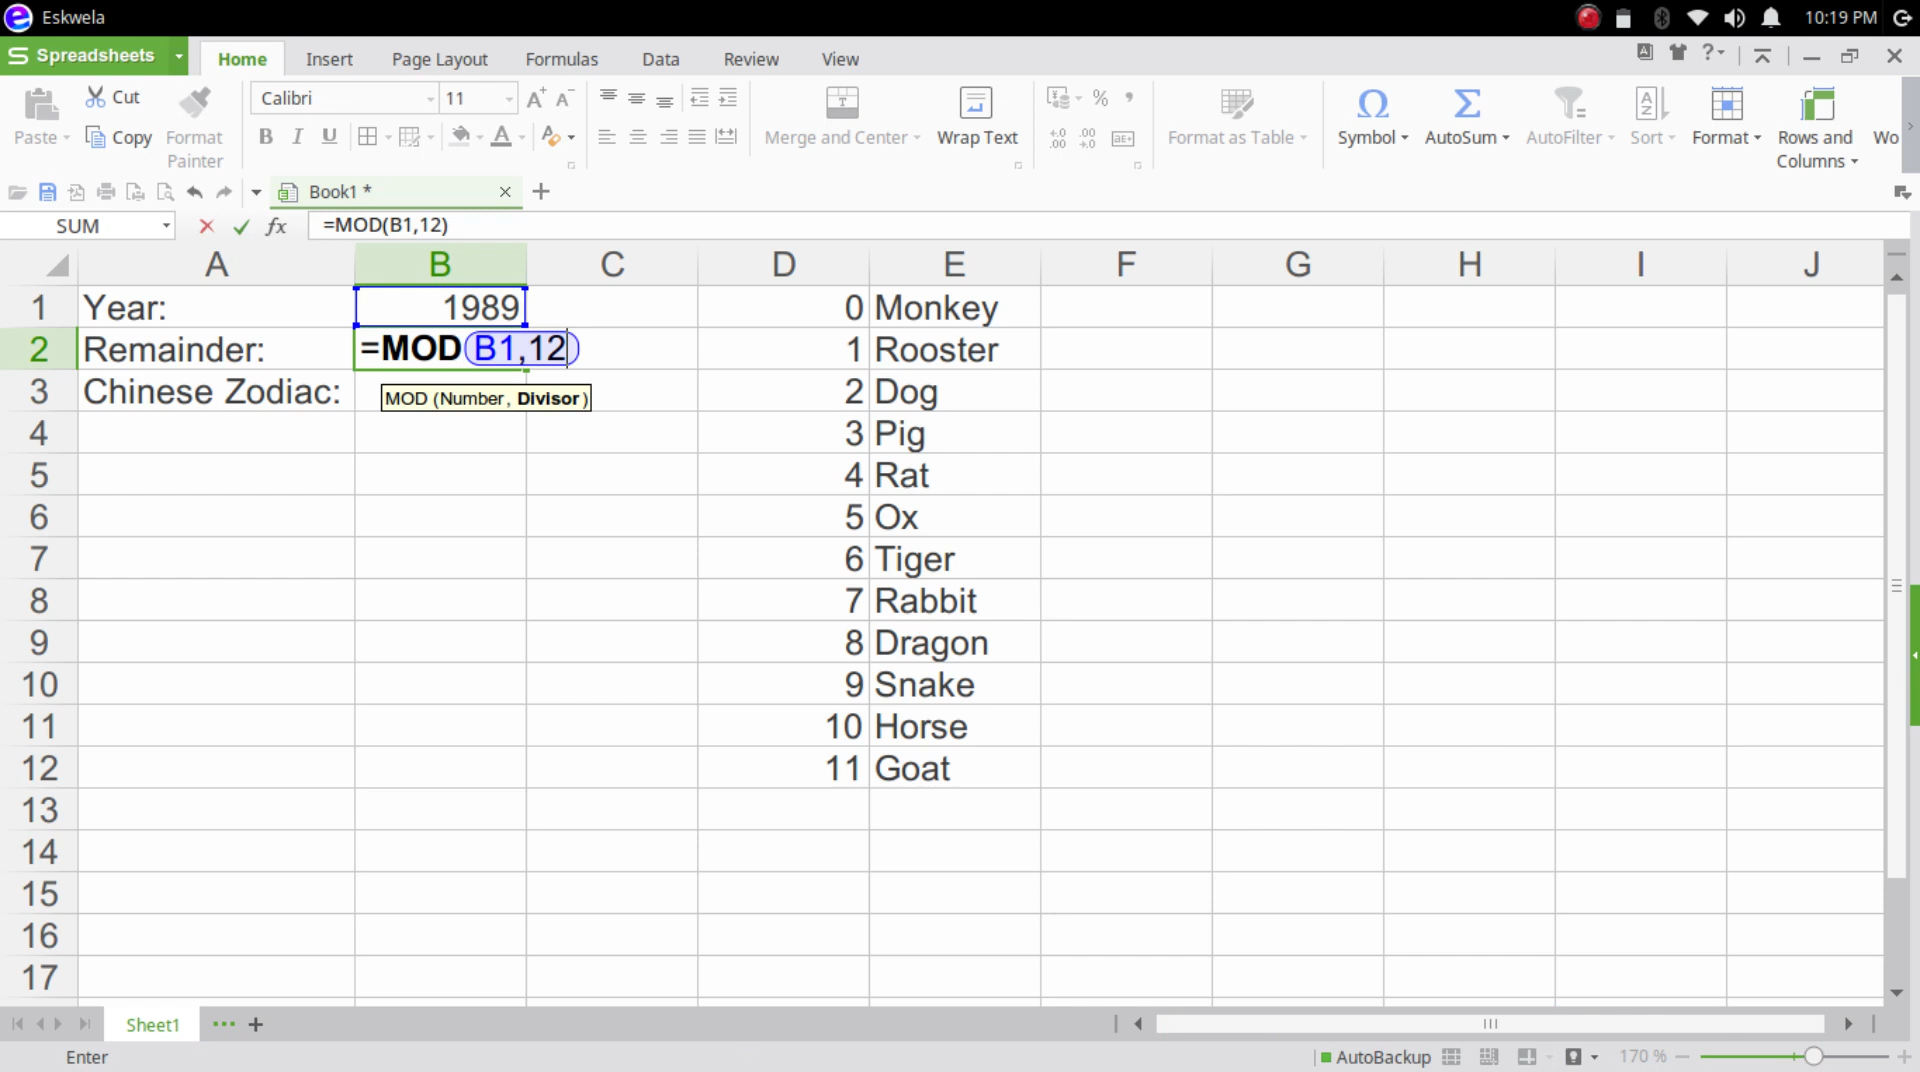 Eskwela 10:19 PM
Spreadsheets Home Insert Page Layout Formulas Data Review View
Cut Calibri 11
Paste Copy Format Painter B I U A Merge and Center Wrap Text Format as Table Symbol AutoSum AutoFilter Sort Format Rows and Columns Wo
Book1 *
SUM fx =MOD(B1,12)
A B C D E F G H I J
1 Year: 1989 0 Monkey
2 Remainder: =MOD(B1,12) 1 Rooster
3 Chinese Zodiac: MOD (Number, Divisor) 2 Dog
4 3 Pig
5 4 Rat
6 5 Ox
7 6 Tiger
8 7 Rabbit
9 8 Dragon
10 9 Snake
11 10 Horse
12 11 Goat
13
14
15
16
17
Sheet1
Enter AutoBackup 170 %